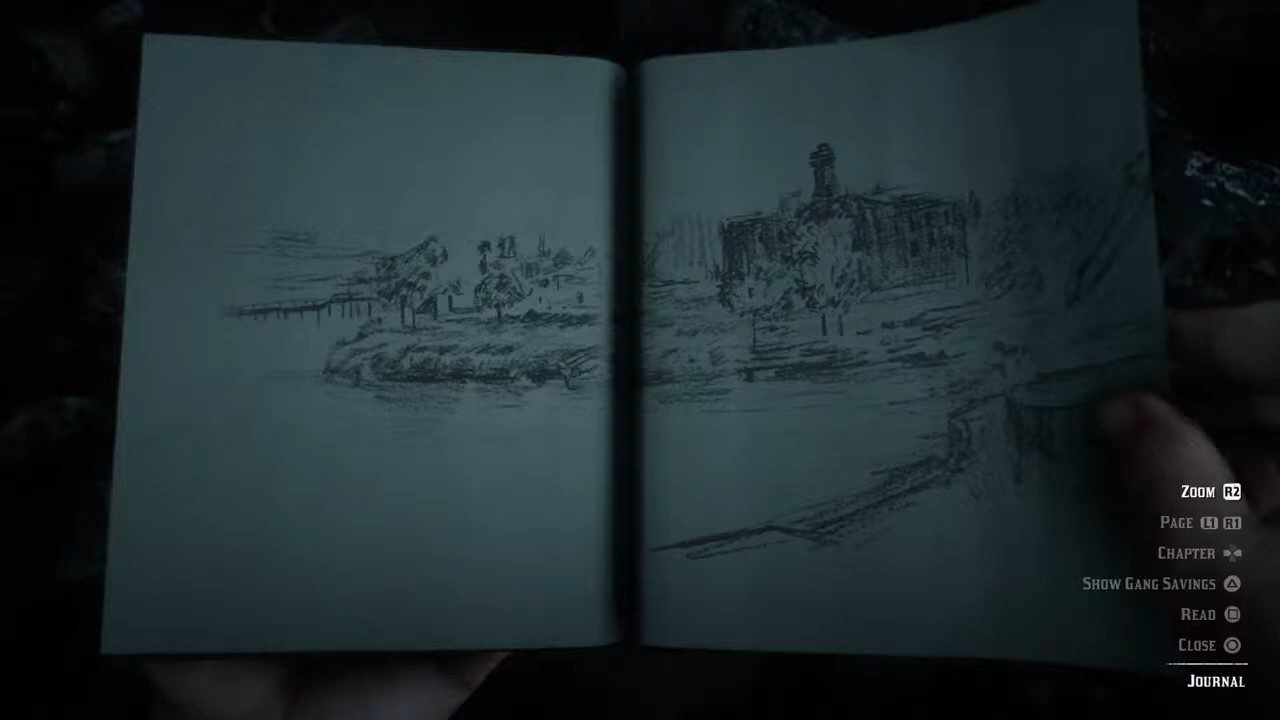 Zoom R2
Page L1 R1
Chapter
Show Gang Savings
Read
Close
Journal